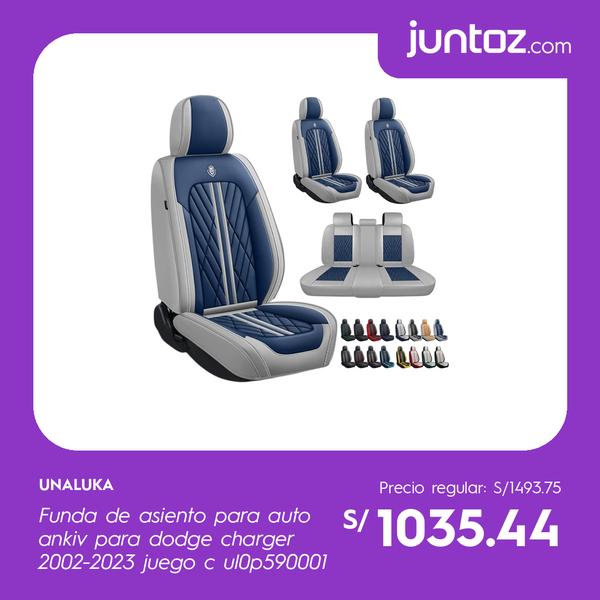 juntoz.com
UNALUKA
Funda de asiento para auto
ankiv para dodge charger
2002-2023 juego c ul0p590001
Precio regular: S/1493.75
S/ 1035.44